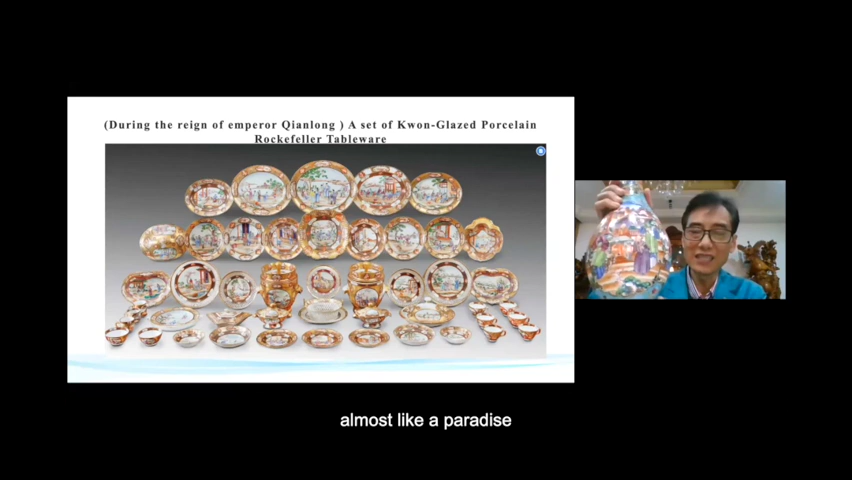 (During the reign of emperor Qianlong ) A set of Kwon-Glazed Porcelain
Rockefeller Tableware
almost like a paradise